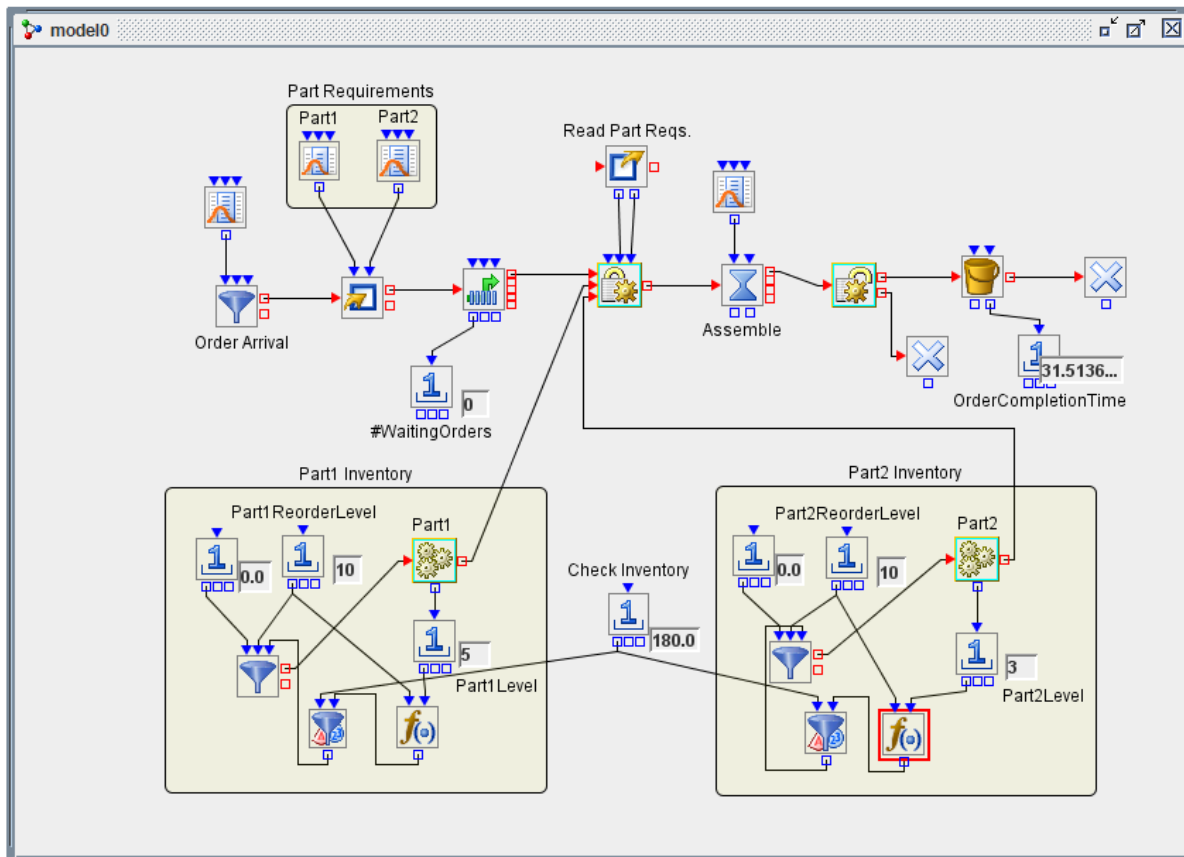 model0
Part Requirements
Part1
Part2
Read Part Reqs.
Order Arrival
Assemble
31.5136...
OrderCompletionTime
0
#WaitingOrders
Part1 Inventory
Part1ReorderLevel
Part1
0.0
10
5
Part1Level
Check Inventory
180.0
Part2 Inventory
Part2ReorderLevel
Part2
0.0
10
3
Part2Level